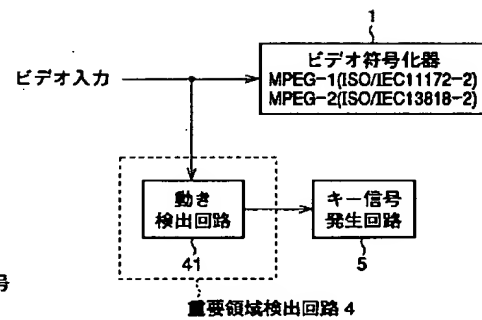 1
ビデオ符号化器
MPEG-1(ISO/IEC11172-2)
MPEG-2(ISO/IEC13818-2)
ビデオ入力
動き
検出回路
キー信号
発生回路
41
5
号
重要領域検出回路 4